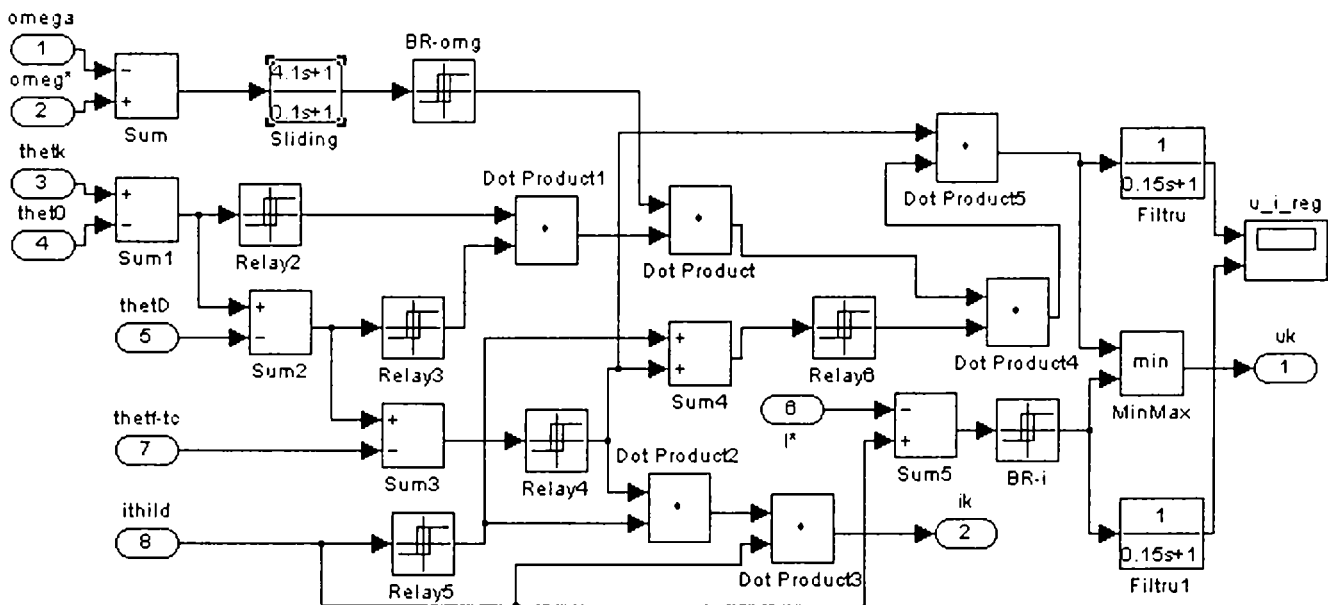 omega
1
omeg*
2
−
+
Sum
4.1s+1
0.1s+1
Sliding
BR-omg
thetk
3
thet0
4
+
−
Sum1
Relay2
Dot Product1
Dot Product
Dot Product5
1
0.15s+1
Filtru
u_i_reg
thetD
5
+
−
Sum2
Relay3
+
+
Sum4
Relay6
Dot Product4
min
MinMax
uk
1
thetf-tc
7
+
−
Sum3
Relay4
6
I*
−
+
Sum5
BR-i
Dot Product2
ithild
8
Relay5
Dot Product3
ik
2
1
0.15s+1
Filtru1